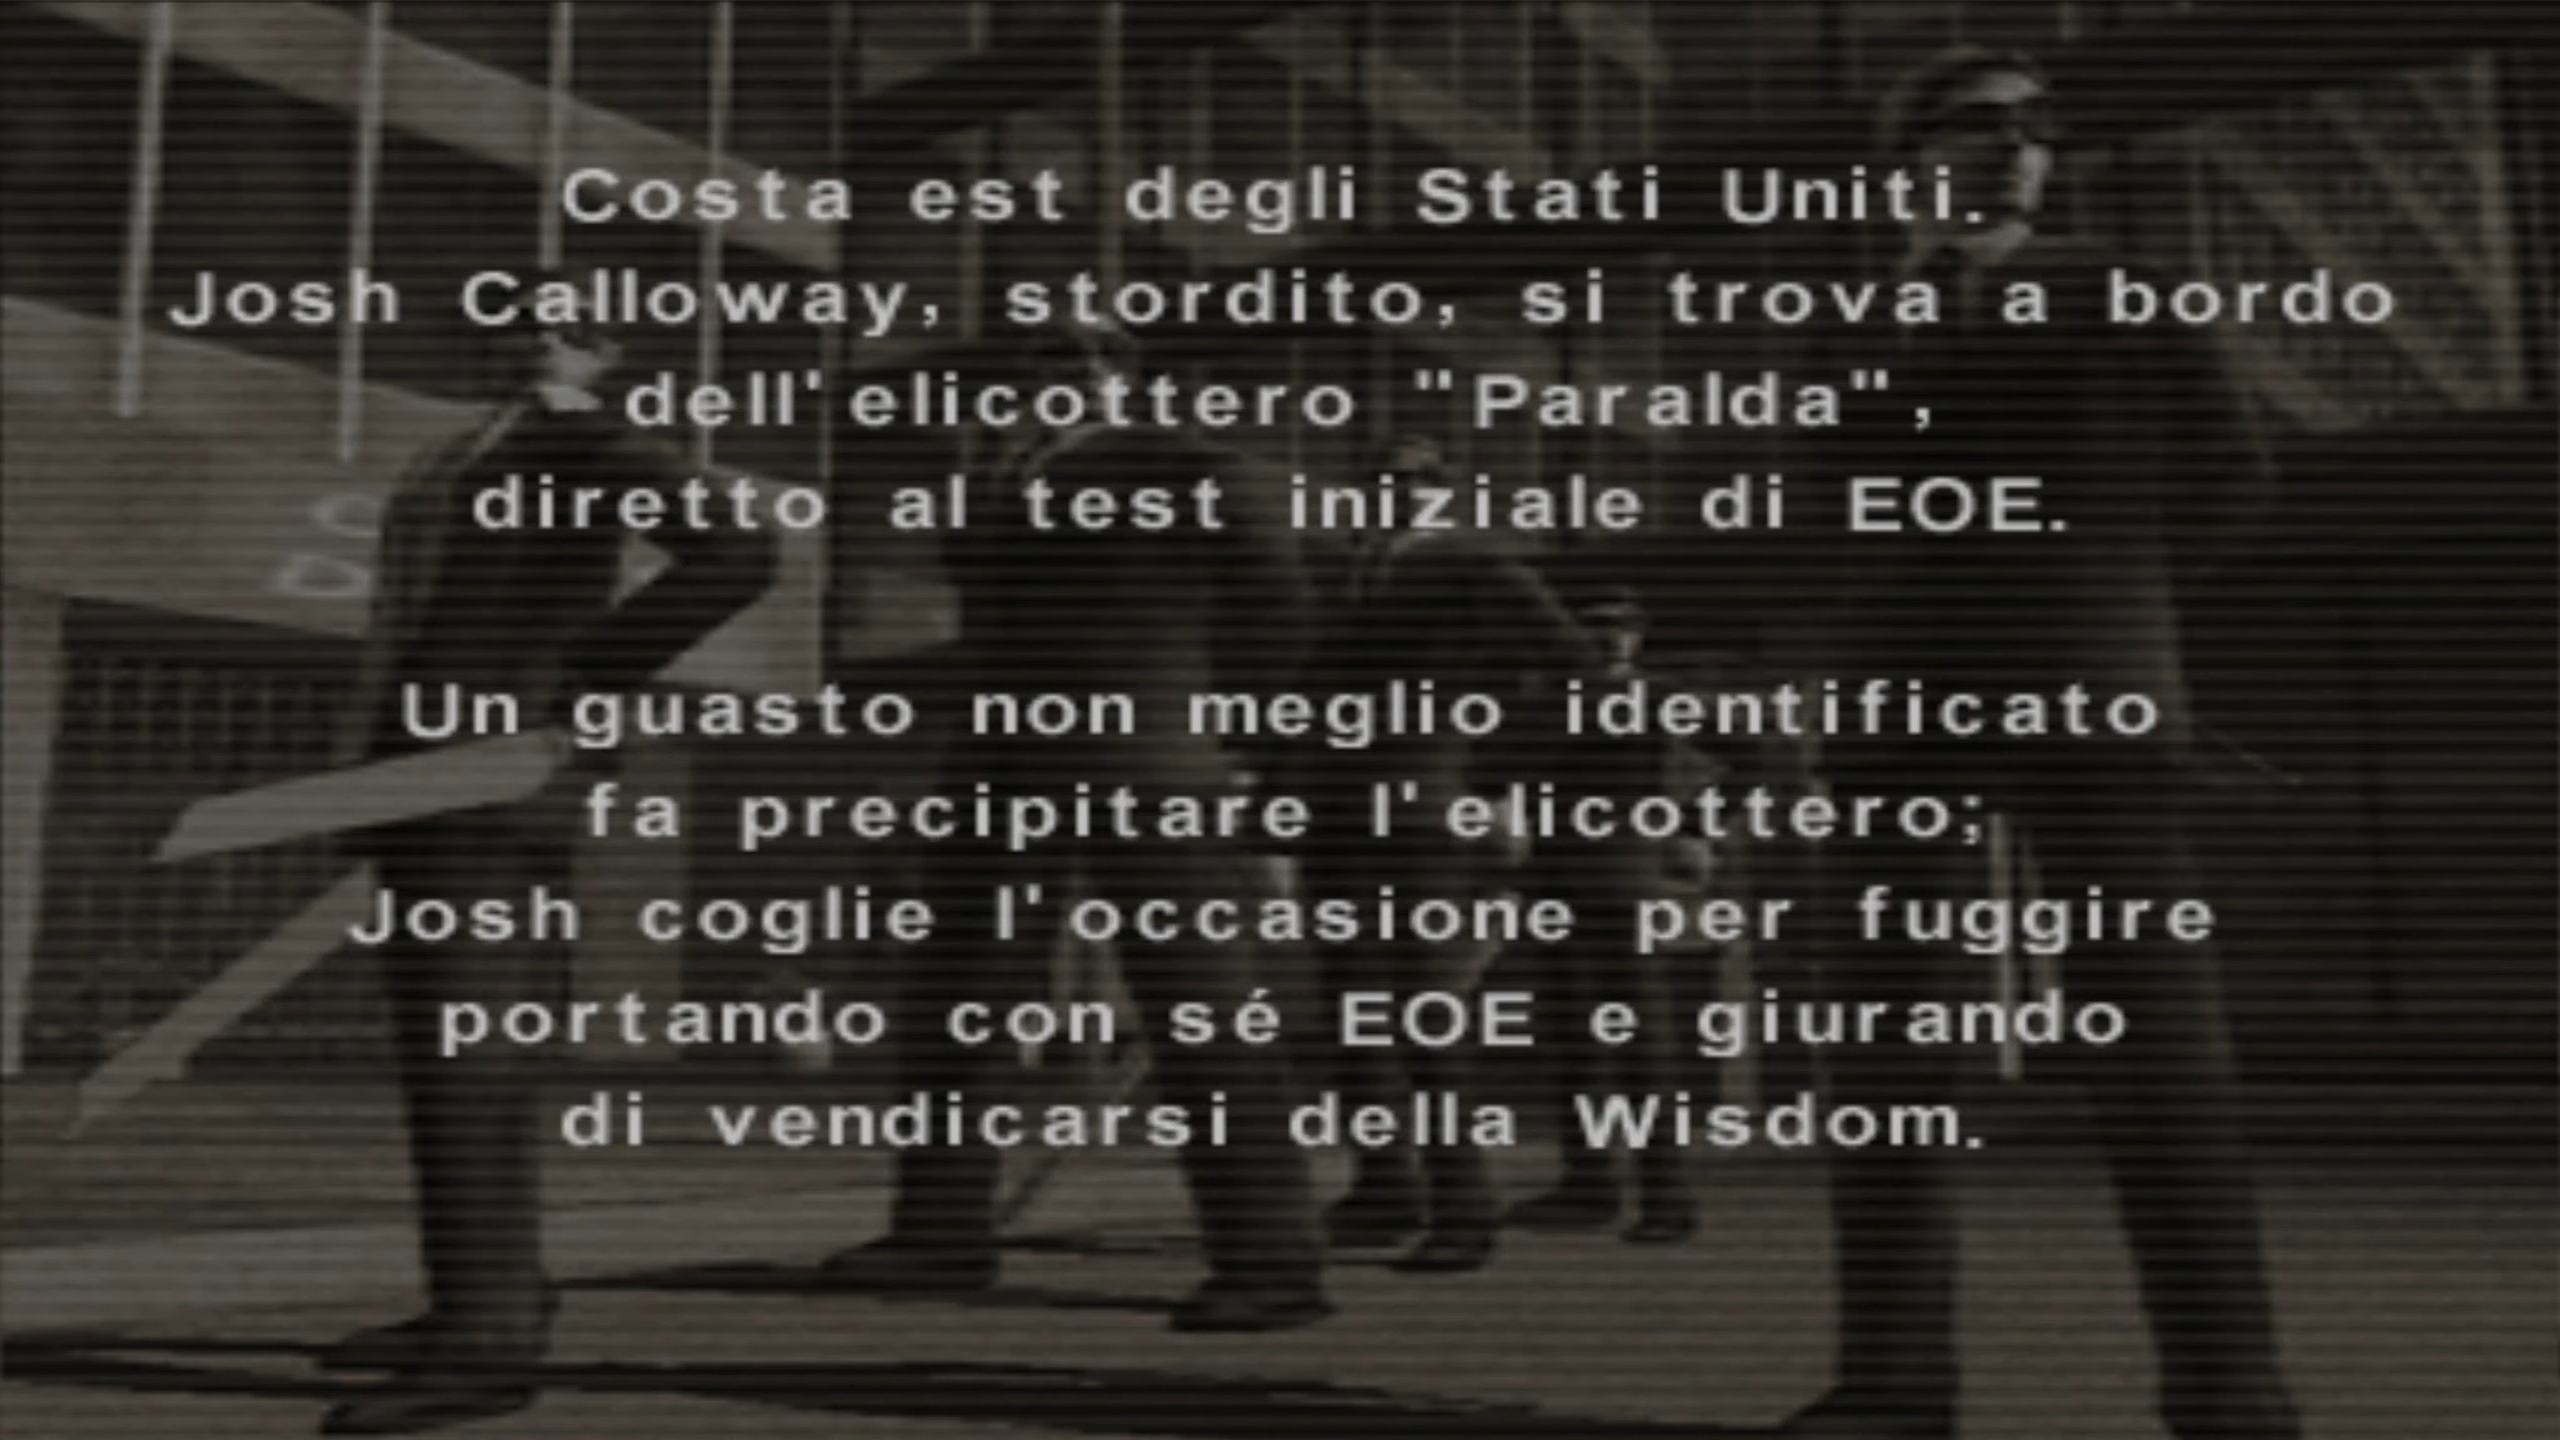 Costa est degli Stati Uniti.
Josh Calloway, stordito, si trova a bordo
dell'elicottero "Paralda",
diretto al test iniziale di EOE.
Un guasto non meglio identificato
fa precipitare l'elicottero;
Josh coglie l'occasione per fuggire
portando con sé EOE e giurando
di vendicarsi della Wisdom.